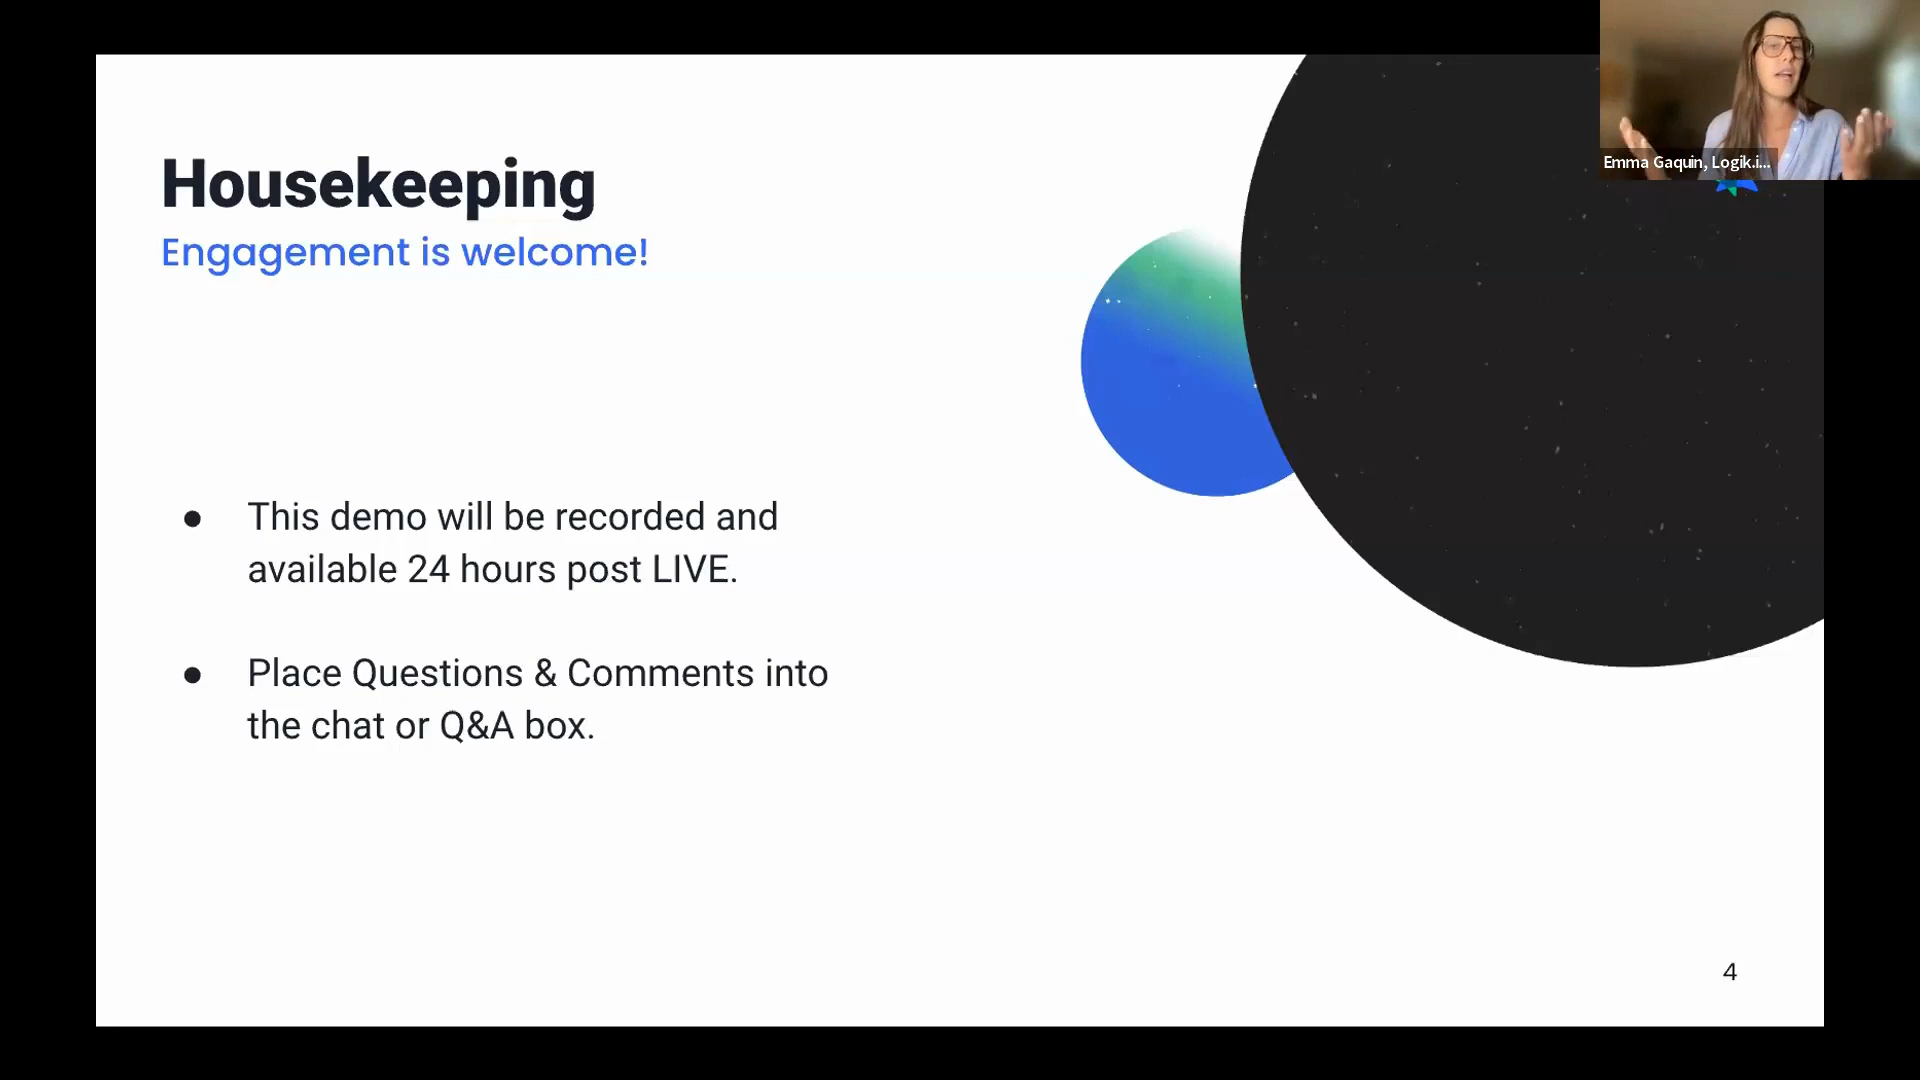 Housekeeping
Engagement is welcome!
Emma Gaquin, Logik.i...
● This demo will be recorded and
available 24 hours post LIVE.
● Place Questions & Comments into
the chat or Q&A box.
4